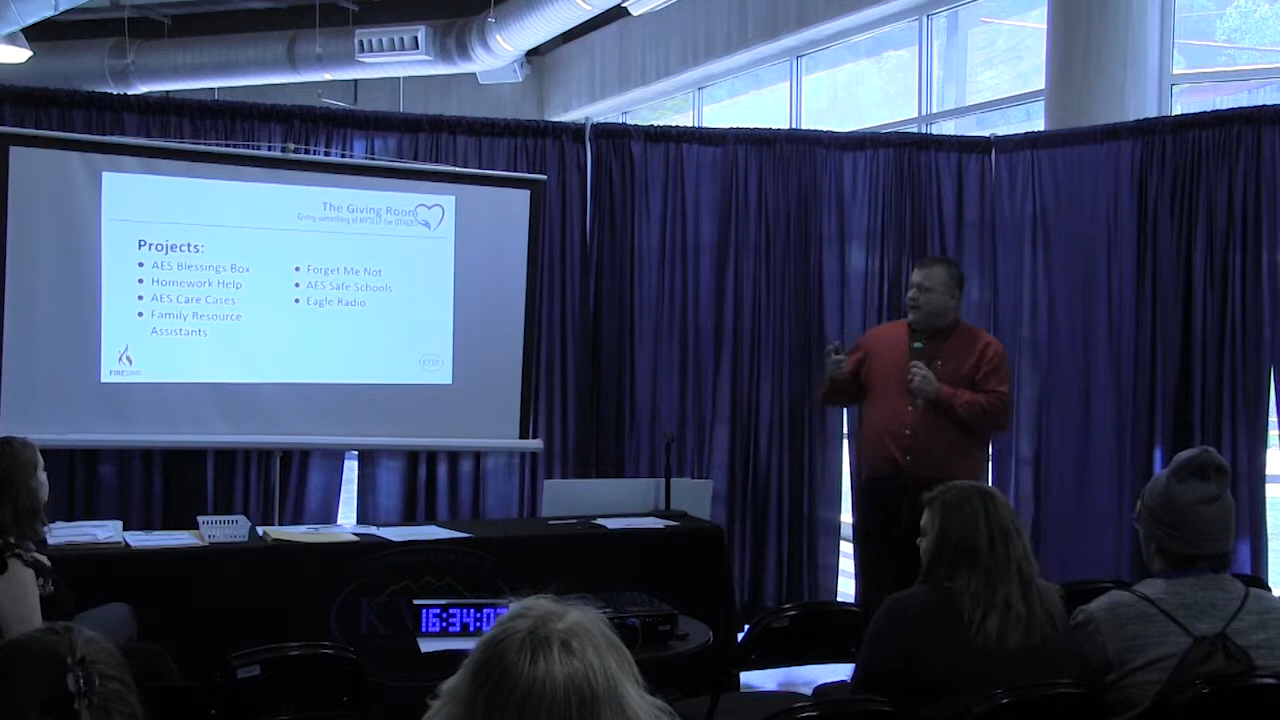 The Giving Room
Giving something of MYSELF for OTHERS
Projects:
• AES Blessings Box
• Homework Help
• AES Care Cases
• Family Resource
Assistants
• Forget Me Not
• AES Safe Schools
• Eagle Radio
16:34:07